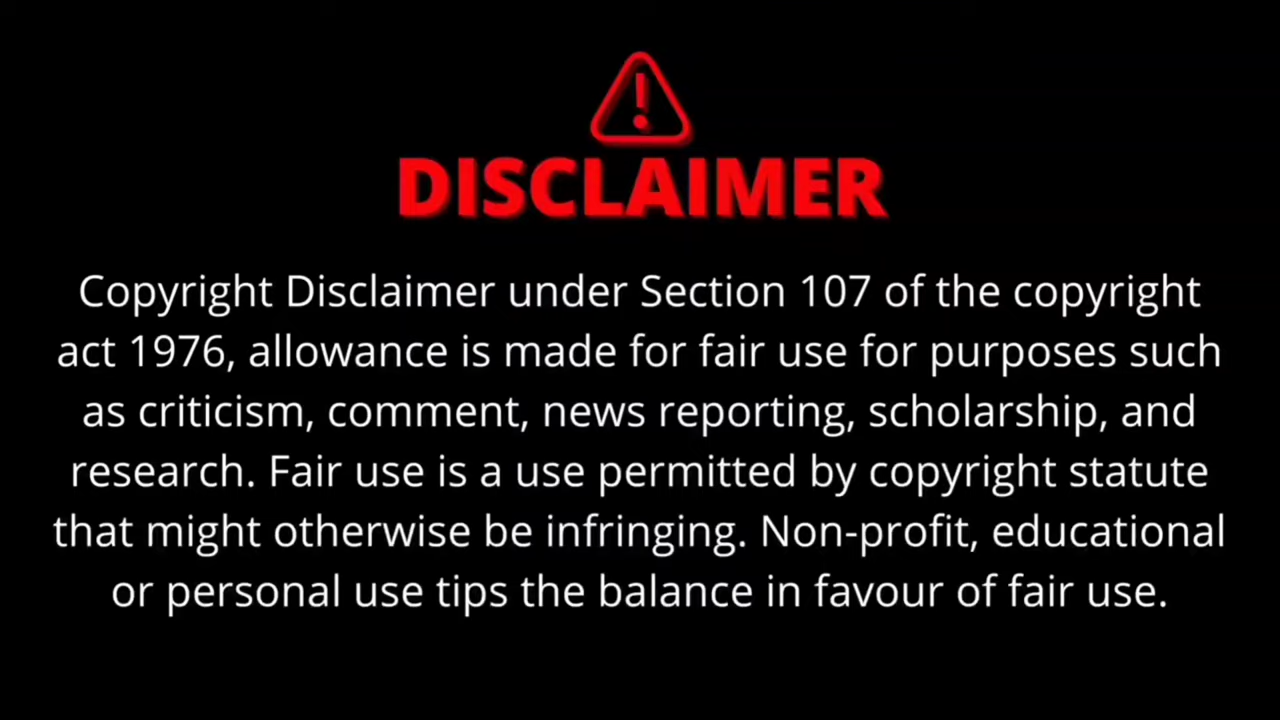 DISCLAIMER
Copyright Disclaimer under Section 107 of the copyright
act 1976, allowance is made for fair use for purposes such
as criticism, comment, news reporting, scholarship, and
research. Fair use is a use permitted by copyright statute
that might otherwise be infringing. Non-profit, educational
or personal use tips the balance in favour of fair use.